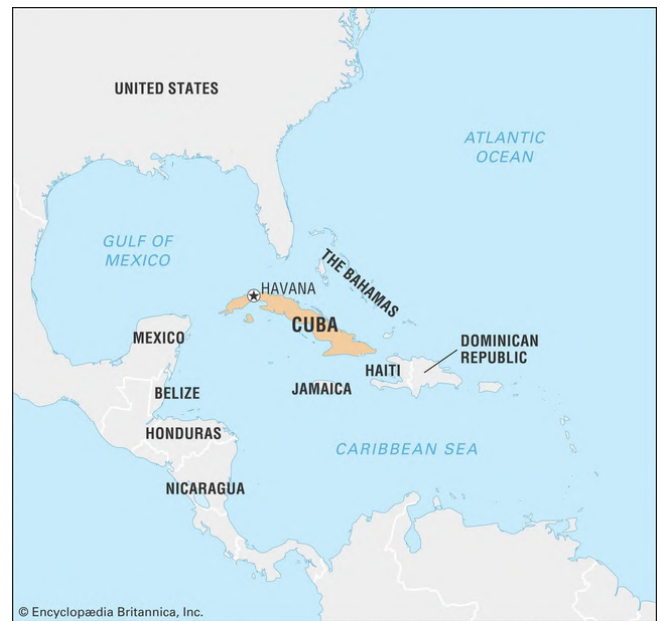 UNITED STATES
ATLANTIC
OCEAN
GULF OF
MEXICO
THE BAHAMAS
HAVANA
CUBA
MEXICO
DOMINICAN
REPUBLIC
HAITI
JAMAICA
BELIZE
HONDURAS
CARIBBEAN SEA
NICARAGUA
© Encyclopædia Britannica, Inc.